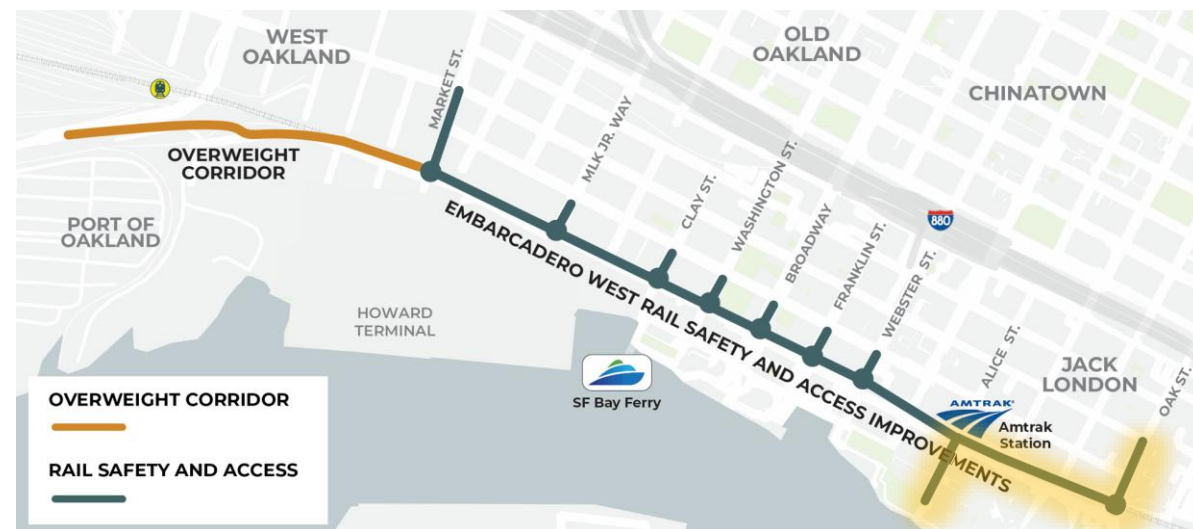 WEST
OAKLAND
OLD
OAKLAND
CHINATOWN
MARKET ST.
OVERWEIGHT
CORRIDOR
MLK JR. WAY
CLAY ST.
WASHINGTON ST.
BROADWAY
FRANKLIN ST.
WEBSTER ST.
880
PORT OF
OAKLAND
EMBARCADERO WEST RAIL SAFETY AND ACCESS IMPROVEMENTS
HOWARD
TERMINAL
ALICE ST.
JACK
LONDON
OAK ST.
SF Bay Ferry
AMTRAK
Amtrak
Station
OVERWEIGHT CORRIDOR
RAIL SAFETY AND ACCESS